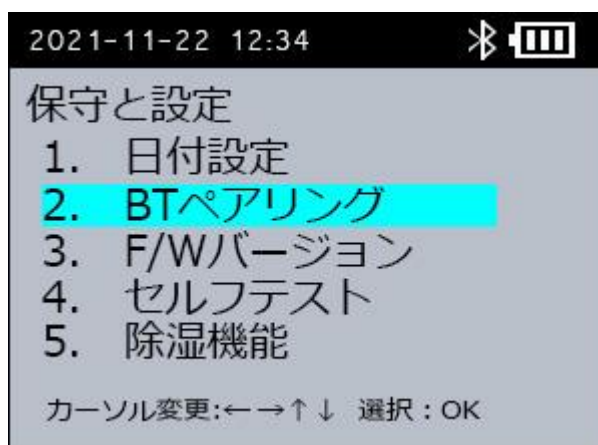 2021-11-22 12:34
保守と設定
1. 日付設定
2. BTペアリング
3. F/Wバージョン
4. セルフテスト
5. 除湿機能
カーソル変更:←→↑↓ 選択：OK